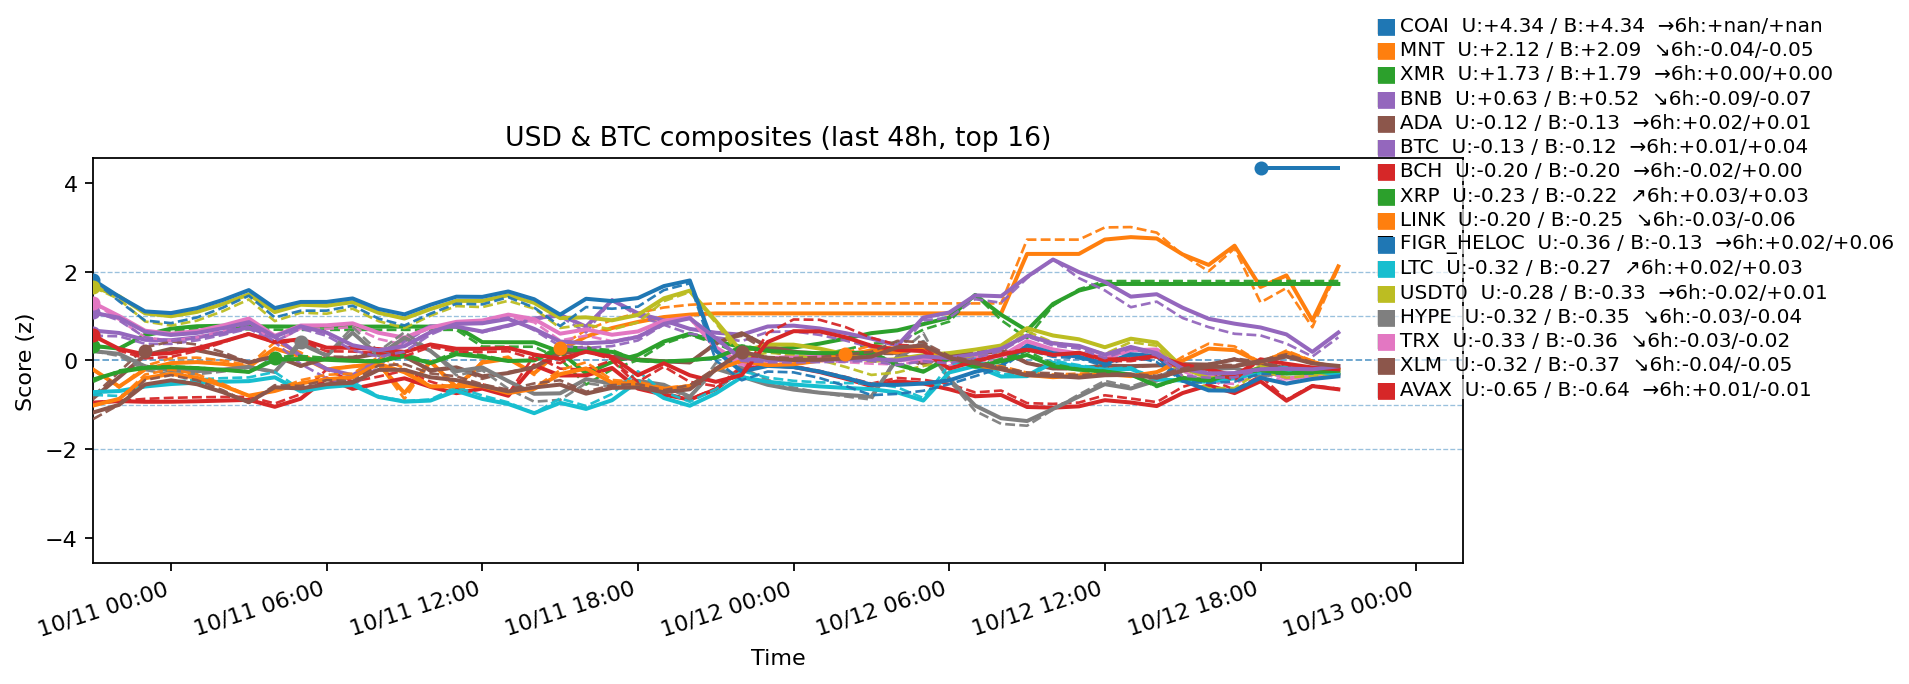 COAI U:+4.34 / B:+4.34 →6h:+nan/+nan
MNT U:+2.12 / B:+2.09 ↘6h:-0.04/-0.05
XMR U:+1.73 / B:+1.79 →6h:+0.00/+0.00
BNB U:+0.63 / B:+0.52 ↘6h:-0.09/-0.07
ADA U:-0.12 / B:-0.13 →6h:+0.02/+0.01
BTC U:-0.13 / B:-0.12 →6h:+0.01/+0.04
BCH U:-0.20 / B:-0.20 →6h:-0.02/+0.00
XRP U:-0.23 / B:-0.22 ↗6h:+0.03/+0.03
LINK U:-0.20 / B:-0.25 ↘6h:-0.03/-0.06
FIGR_HELOC U:-0.36 / B:-0.13 →6h:+0.02/+0.06
LTC U:-0.32 / B:-0.27 ↗6h:+0.02/+0.03
USDT0 U:-0.28 / B:-0.33 →6h:-0.02/+0.01
HYPE U:-0.32 / B:-0.35 ↘6h:-0.03/-0.04
TRX U:-0.33 / B:-0.36 ↘6h:-0.03/-0.02
XLM U:-0.32 / B:-0.37 ↘6h:-0.04/-0.05
AVAX U:-0.65 / B:-0.64 →6h:+0.01/-0.01
USD & BTC composites (last 48h, top 16)
Score (z)
4
2
0
−2
−4
10/11 00:00
10/11 06:00
10/11 12:00
10/11 18:00
10/12 00:00
10/12 06:00
10/12 12:00
10/12 18:00
10/13 00:00
Time